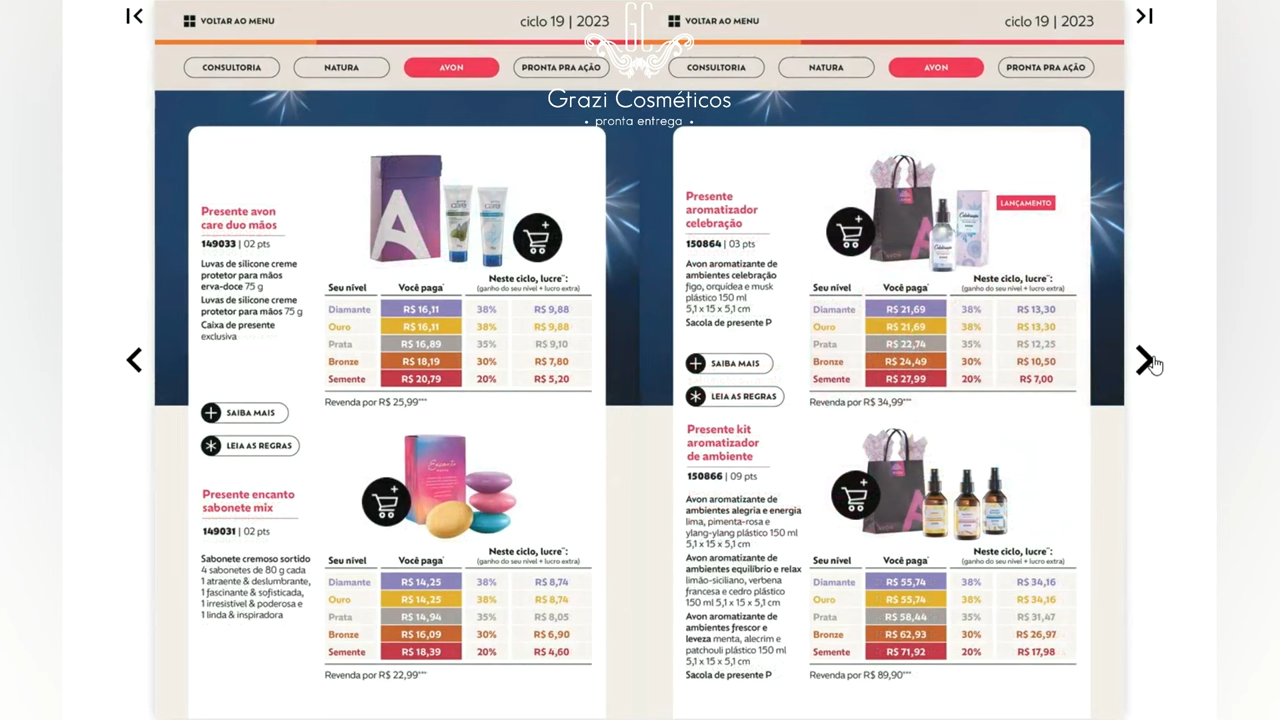 VOLTAR AO MENU
ciclo 19 | 2023
CONSULTORIA
NATURA
AVON
PRONTA PRA AÇÃO
VOLTAR AO MENU
ciclo 19 | 2023
CONSULTORIA
NATURA
AVON
PRONTA PRA AÇÃO
GC
Grazi Cosméticos
• pronta entrega •
Presente avon
care duo mãos
149033 | 02 pts
Luvas de silicone creme
protetor para mãos
erva-doce 75 g
Luvas de silicone creme
protetor para mãos 75 g
Caixa de presente
exclusiva
A
care
care
Seu nível Você paga* Neste ciclo, lucre**:
(ganho do seu nível + lucro extra)
Diamante R$ 16,11 38% R$ 9,88
Ouro R$ 16,11 38% R$ 9,88
Prata R$ 16,89 35% R$ 9,10
Bronze R$ 18,19 30% R$ 7,80
Semente R$ 20,79 20% R$ 5,20
Revenda por R$ 25,99***
SAIBA MAIS
LEIA AS REGRAS
Presente encanto
sabonete mix
149031 | 02 pts
Sabonete cremoso sortido
4 sabonetes de 80 g cada
1 atraente & deslumbrante,
1 fascinante & sofisticada,
1 irresistível & poderosa e
1 linda & inspiradora
Encanto
Seu nível Você paga* Neste ciclo, lucre**:
(ganho do seu nível + lucro extra)
Diamante R$ 14,25 38% R$ 8,74
Ouro R$ 14,25 38% R$ 8,74
Prata R$ 14,94 35% R$ 8,05
Bronze R$ 16,09 30% R$ 6,90
Semente R$ 18,39 20% R$ 4,60
Revenda por R$ 22,99***
Presente
aromatizador
celebração
150864 | 03 pts
Avon aromatizante de
ambientes celebração
figo, orquídea e musk
plástico 150 ml
5,1 x 15 x 5,1 cm
Sacola de presente P
LANÇAMENTO
Seu nível Você paga* Neste ciclo, lucre**:
(ganho do seu nível + lucro extra)
Diamante R$ 21,69 38% R$ 13,30
Ouro R$ 21,69 38% R$ 13,30
Prata R$ 22,74 35% R$ 12,25
Bronze R$ 24,49 30% R$ 10,50
Semente R$ 27,99 20% R$ 7,00
Revenda por R$ 34,99***
SAIBA MAIS
LEIA AS REGRAS
Presente kit
aromatizador
de ambiente
150866 | 09 pts
Avon aromatizante de
ambientes alegria e energia
lima, pimenta-rosa e
ylang-ylang plástico 150 ml
5,1 x 15 x 5,1 cm
Avon aromatizante de
ambientes equilíbrio e relax
limão-siciliano, verbena
francesa e cedro plástico
150 ml 5,1 x 15 x 5,1 cm
Avon aromatizante de
ambientes frescor e
leveza menta, alecrim e
patchouli plástico 150 ml
5,1 x 15 x 5,1 cm
Sacola de presente P
Seu nível Você paga* Neste ciclo, lucre**:
(ganho do seu nível + lucro extra)
Diamante R$ 55,74 38% R$ 34,16
Ouro R$ 55,74 38% R$ 34,16
Prata R$ 58,44 35% R$ 31,47
Bronze R$ 62,93 30% R$ 26,97
Semente R$ 71,92 20% R$ 17,98
Revenda por R$ 89,90***